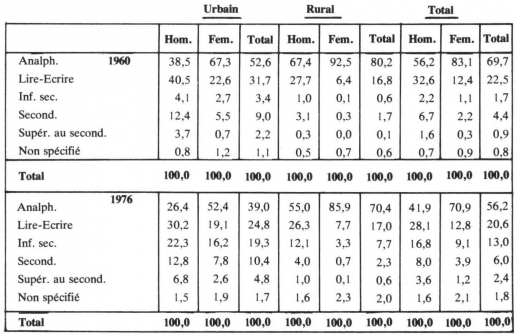 Urbain Rural Total
Hom. Fem. Total Hom. Fem. Total Hom. Fem. Total
Analph. 1960 38,5 67,3 52,6 67,4 92,5 80,2 56,2 83,1 69,7
Lire-Ecrire 40,5 22,6 31,7 27,7 6,4 16,8 32,6 12,4 22,5
Inf. sec. 4,1 2,7 3,4 1,0 0,1 0,6 2,2 1,1 1,7
Second. 12,4 5,5 9,0 3,1 0,3 1,7 6,7 2,2 4,4
Supér. au second. 3,7 0,7 2,2 0,3 0,0 0,1 1,6 0,3 0,9
Non spécifié 0,8 1,2 1,1 0,5 0,7 0,6 0,7 0,9 0,8
Total 100,0 100,0 100,0 100,0 100,0 100,0 100,0 100,0 100,0
Analph. 1976 26,4 52,4 39,0 55,0 85,9 70,4 41,9 70,9 56,2
Lire-Ecrire 30,2 19,1 24,8 26,3 7,7 17,0 28,1 12,8 20,6
Inf. sec. 22,3 16,2 19,3 12,1 3,3 7,7 16,8 9,1 13,0
Second. 12,8 7,8 10,4 4,0 0,7 2,3 8,0 3,9 6,0
Supér. au second. 6,8 2,6 4,8 1,0 0,1 0,6 3,6 1,2 2,4
Non spécifié 1,5 1,9 1,7 1,6 2,3 2,0 1,6 2,1 1,8
Total 100,0 100,0 100,0 100,0 100,0 100,0 100,0 100,0 100,0